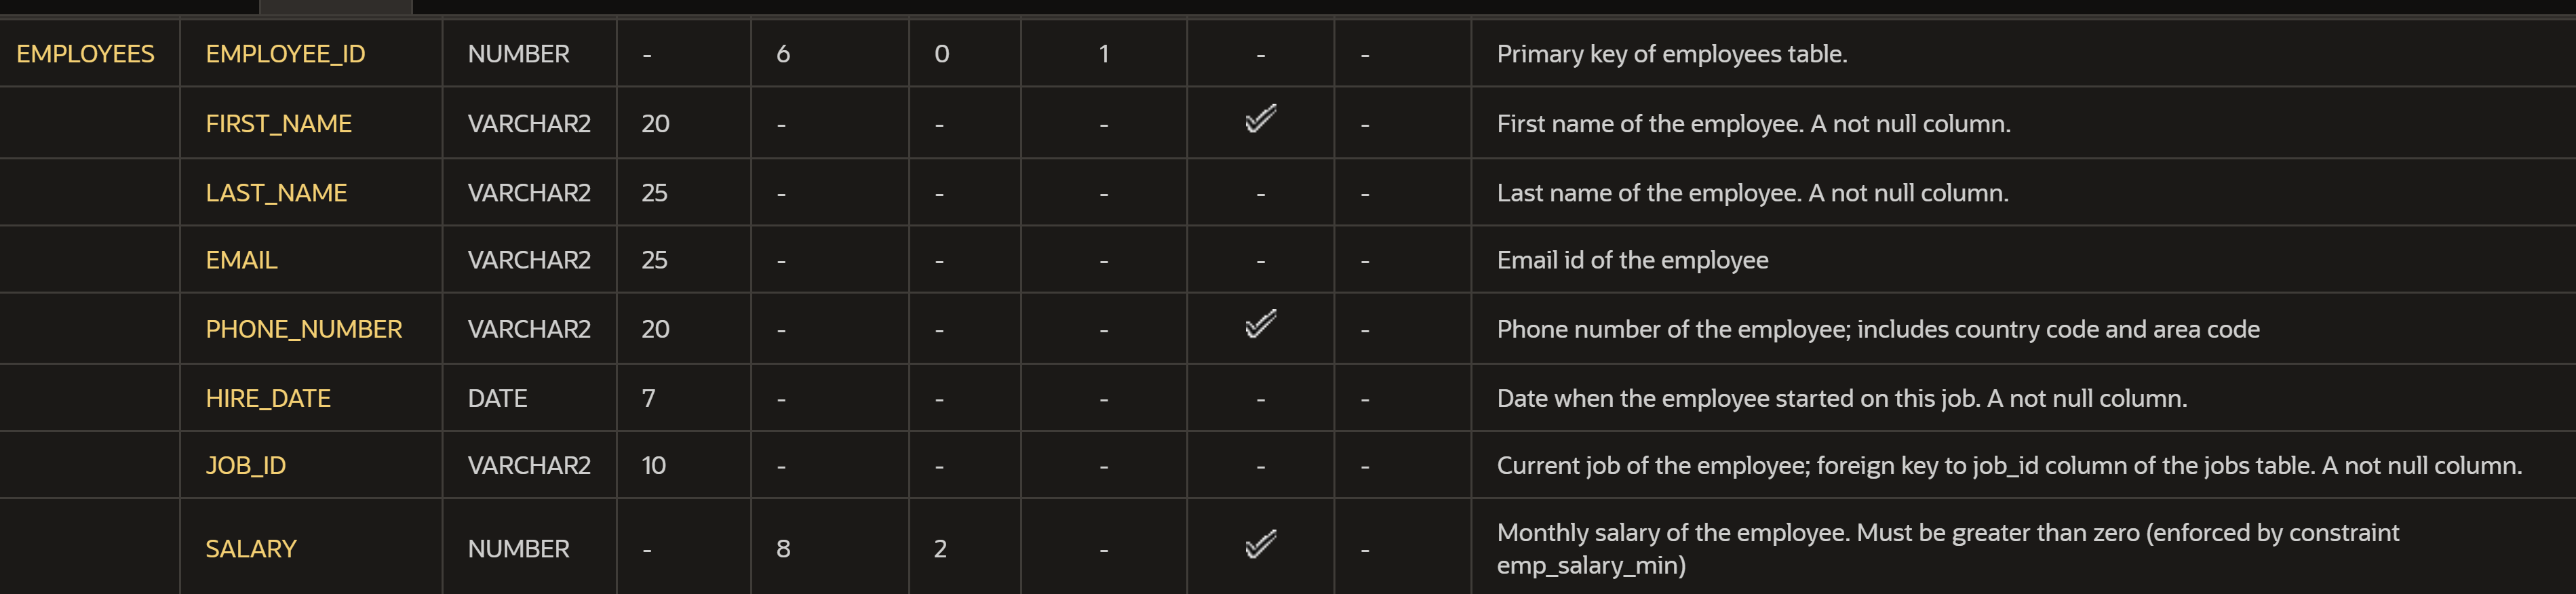 EMPLOYEES EMPLOYEE_ID NUMBER - 6 0 1 - - Primary key of employees table.
FIRST_NAME VARCHAR2 20 - - - ✓ - First name of the employee. A not null column.
LAST_NAME VARCHAR2 25 - - - - - Last name of the employee. A not null column.
EMAIL VARCHAR2 25 - - - - - Email id of the employee
PHONE_NUMBER VARCHAR2 20 - - - ✓ - Phone number of the employee; includes country code and area code
HIRE_DATE DATE 7 - - - - - Date when the employee started on this job. A not null column.
JOB_ID VARCHAR2 10 - - - - - Current job of the employee; foreign key to job_id column of the jobs table. A not null column.
SALARY NUMBER - 8 2 - ✓ - Monthly salary of the employee. Must be greater than zero (enforced by constraint
emp_salary_min)